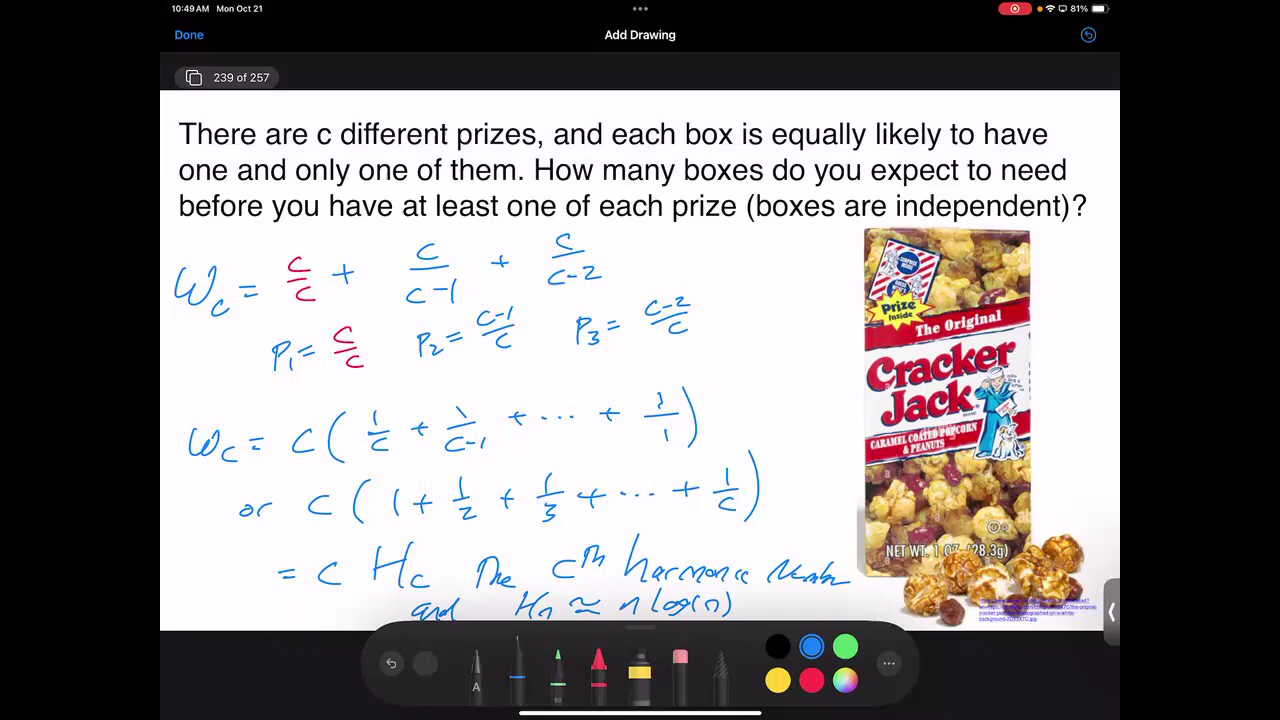 10:49 AM Mon Oct 21
81%
Done
Add Drawing
239 of 257
There are c different prizes, and each box is equally likely to have
one and only one of them. How many boxes do you expect to need
before you have at least one of each prize (boxes are independent)?
W_c = c/c + c/(c-1) + c/(c-2)
P_1 = c/c P_2 = (c-1)/c P_3 = (c-2)/c
W_c = c ( 1/c + 1/(c-1) + ... + 1/1 )
or c ( 1 + 1/2 + 1/3 + ... + 1/c )
= c H_c The c^th harmonic number
and H_n ≈ n log(n)
Prize
Inside
The Original
Cracker
Jack
CARAMEL COATED POPCORN
& PEANUTS
NET WT. 1 OZ (28.3g)
A